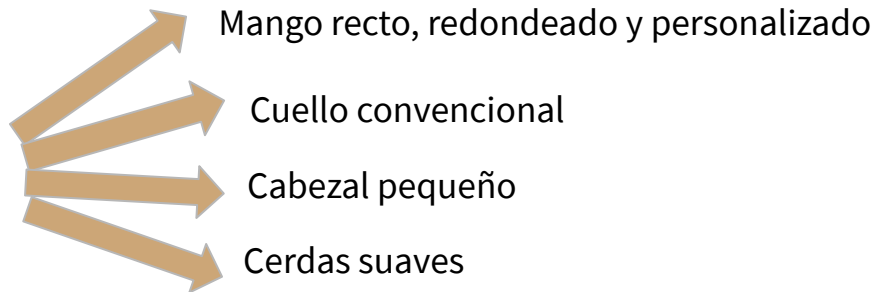 Mango recto, redondeado y personalizado
Cuello convencional
Cabezal pequeño
Cerdas suaves